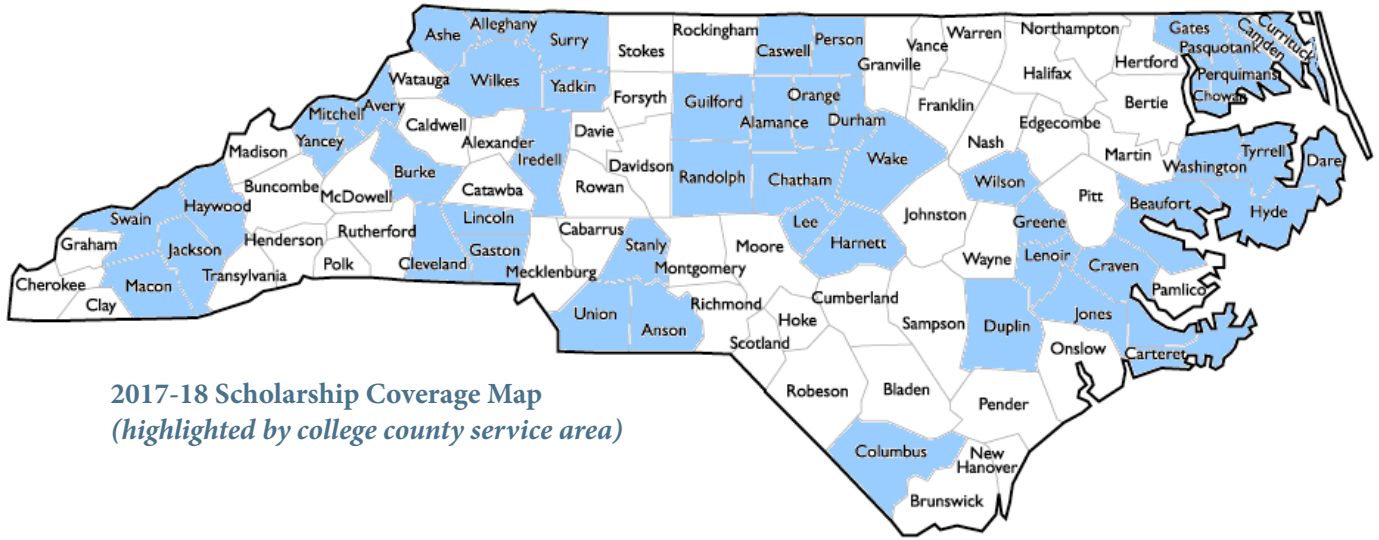 Ashe
Alleghany
Surry
Stokes
Rockingham
Caswell
Person
Granville
Vance
Warren
Northampton
Gates
Camden
Currituck
Pasquotank
Hertford
Halifax
Watauga
Wilkes
Yadkin
Forsyth
Guilford
Orange
Alamance
Durham
Franklin
Bertie
Perquimans
Chowan
Mitchell
Avery
Yancey
Caldwell
Alexander
Iredell
Davie
Davidson
Randolph
Chatham
Wake
Nash
Edgecombe
Martin
Washington
Tyrrell
Dare
Madison
Buncombe
McDowell
Burke
Catawba
Rowan
Wilson
Pitt
Beaufort
Hyde
Swain
Haywood
Jackson
Graham
Henderson
Rutherford
Lincoln
Gaston
Cabarrus
Stanly
Moore
Lee
Harnett
Johnston
Greene
Lenoir
Craven
Wayne
Cherokee
Clay
Macon
Transylvania
Polk
Cleveland
Mecklenburg
Montgomery
Richmond
Cumberland
Pamlico
Union
Anson
Hoke
Scotland
Sampson
Duplin
Jones
Onslow
Carteret
Robeson
Bladen
Pender
Columbus
New
Hanover
Brunswick
2017-18 Scholarship Coverage Map
(highlighted by college county service area)